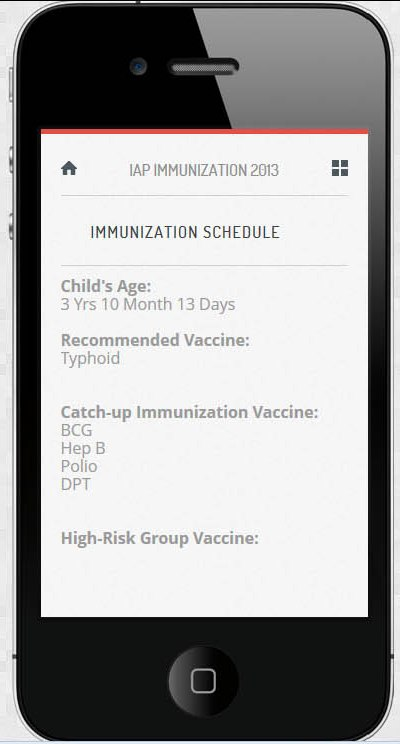 IAP IMMUNIZATION 2013
IMMUNIZATION SCHEDULE
Child's Age:
3 Yrs 10 Month 13 Days
Recommended Vaccine:
Typhoid
Catch-up Immunization Vaccine:
BCG
Hep B
Polio
DPT
High-Risk Group Vaccine: